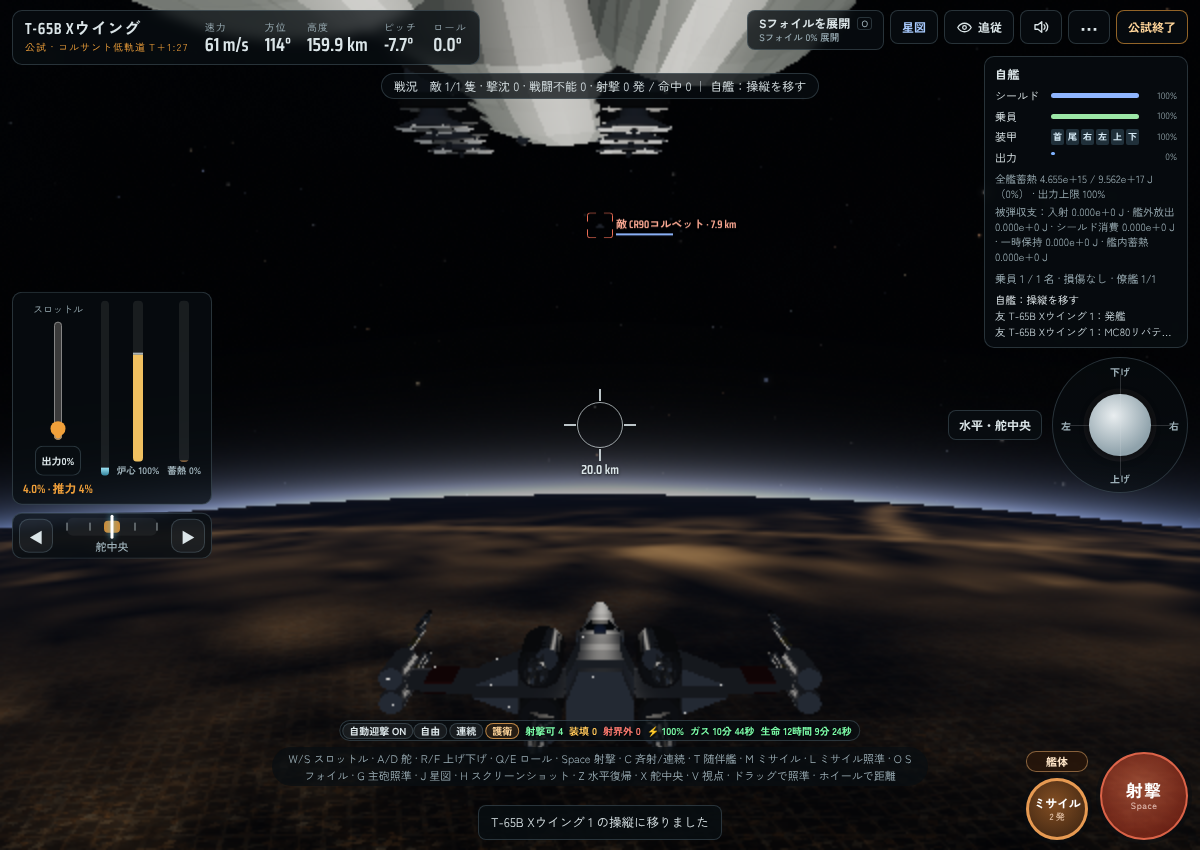 T-65B Xウイング
公試・コルサント低軌道 T+1:27
速力 方位 高度 ピッチ ロール
61 m/s 114° 159.9 km -7.7° 0.0°
Sフォイルを展開 O
Sフォイル 0% 展開
星図
追従
…
公試終了
戦況 敵 1/1 隻・撃沈 0・戦闘不能 0・射撃 0 発 / 命中 0 | 自艦:操縦を移す
自艦
シールド 100%
乗員 100%
装甲 首 尾 右 左 上 下 100%
出力 0%
全艦蓄熱 4.655e+15 / 9.562e+17 J
(0%)・出力上限 100%
被弾収支:入射 0.000e+0 J・艦外放出
0.000e+0 J・シールド消費 0.000e+0 J
・一時保持 0.000e+0 J・艦内蓄熱
0.000e+0 J
乗員 1 / 1 名・損傷なし・僚艦 1/1
自艦:操縦を移す
友 T-65B Xウイング 1:発艦
友 T-65B Xウイング 1:MC80リバテ…
敵 CR90コルベット・7.9 km
スロットル
出力0%
炉心 100% 蓄熱 0%
4.0%・推力 4%
◀ ▶
舵中央
20.0 km
水平・舵中央
下げ
左 右
上げ
自動迎撃 ON 自由 連続 護衛 射撃可 4 装填 0 射界外 0 ⚡100% ガス 10分 44秒 生命 12時間 9分 24秒
W/S スロットル・A/D 舵・R/F 上げ下げ・Q/E ロール・Space 射撃・C 斉射/連続・T 随伴艦・M ミサイル・L ミサイル照準・O S
フォイル・G 主砲照準・J 星図・H スクリーンショット・Z 水平復帰・X 舵中央・V 視点・ドラッグで照準・ホイールで距離
T-65B Xウイング 1 の操縦に移りました
艦体
ミサイル
2 発
射撃
Space